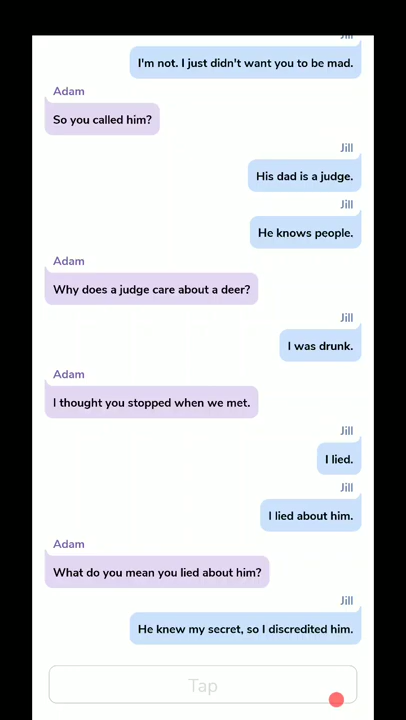 Jill
I'm not. I just didn't want you to be mad.
Adam
So you called him?
Jill
His dad is a judge.
Jill
He knows people.
Adam
Why does a judge care about a deer?
Jill
I was drunk.
Adam
I thought you stopped when we met.
Jill
I lied.
Jill
I lied about him.
Adam
What do you mean you lied about him?
Jill
He knew my secret, so I discredited him.
Tap